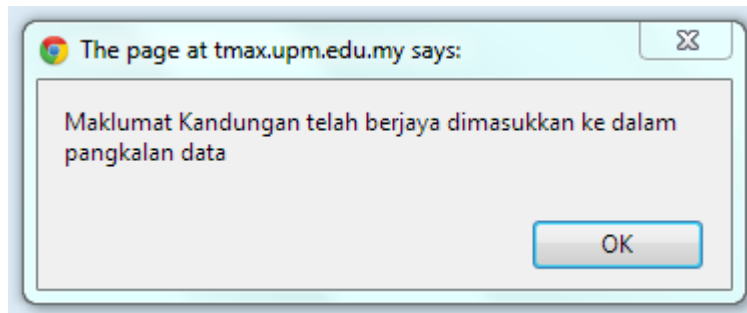 The page at tmax.upm.edu.my says:
Maklumat Kandungan telah berjaya dimasukkan ke dalam
pangkalan data
OK